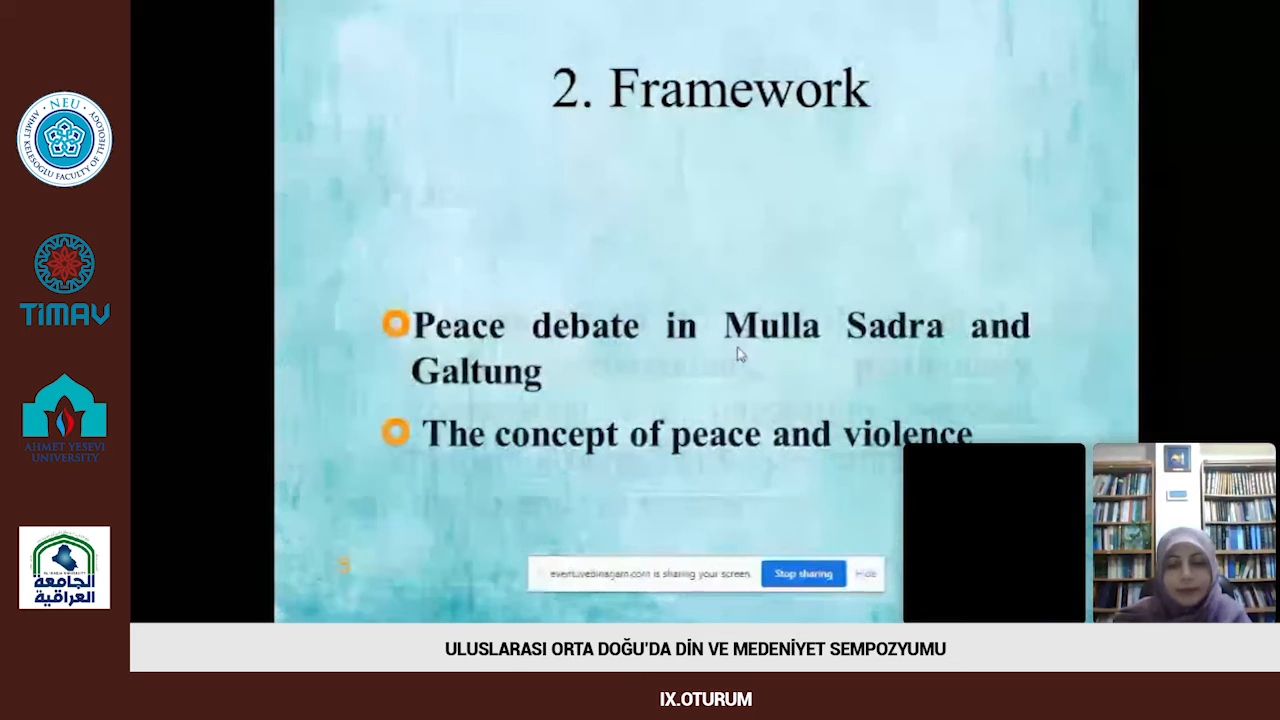 · NEU ·
AHMET KELEŞOĞLU FACULTY OF THEOLOGY
TİMAV
AHMET YESEVI
UNIVERSITY
الجامعة
العراقية
2. Framework
Peace debate in Mulla Sadra and
Galtung
The concept of peace and violence
is sharing your screen.
Stop sharing
Hide
ULUSLARASI ORTA DOĞU'DA DİN VE MEDENİYET SEMPOZYUMU
IX.OTURUM